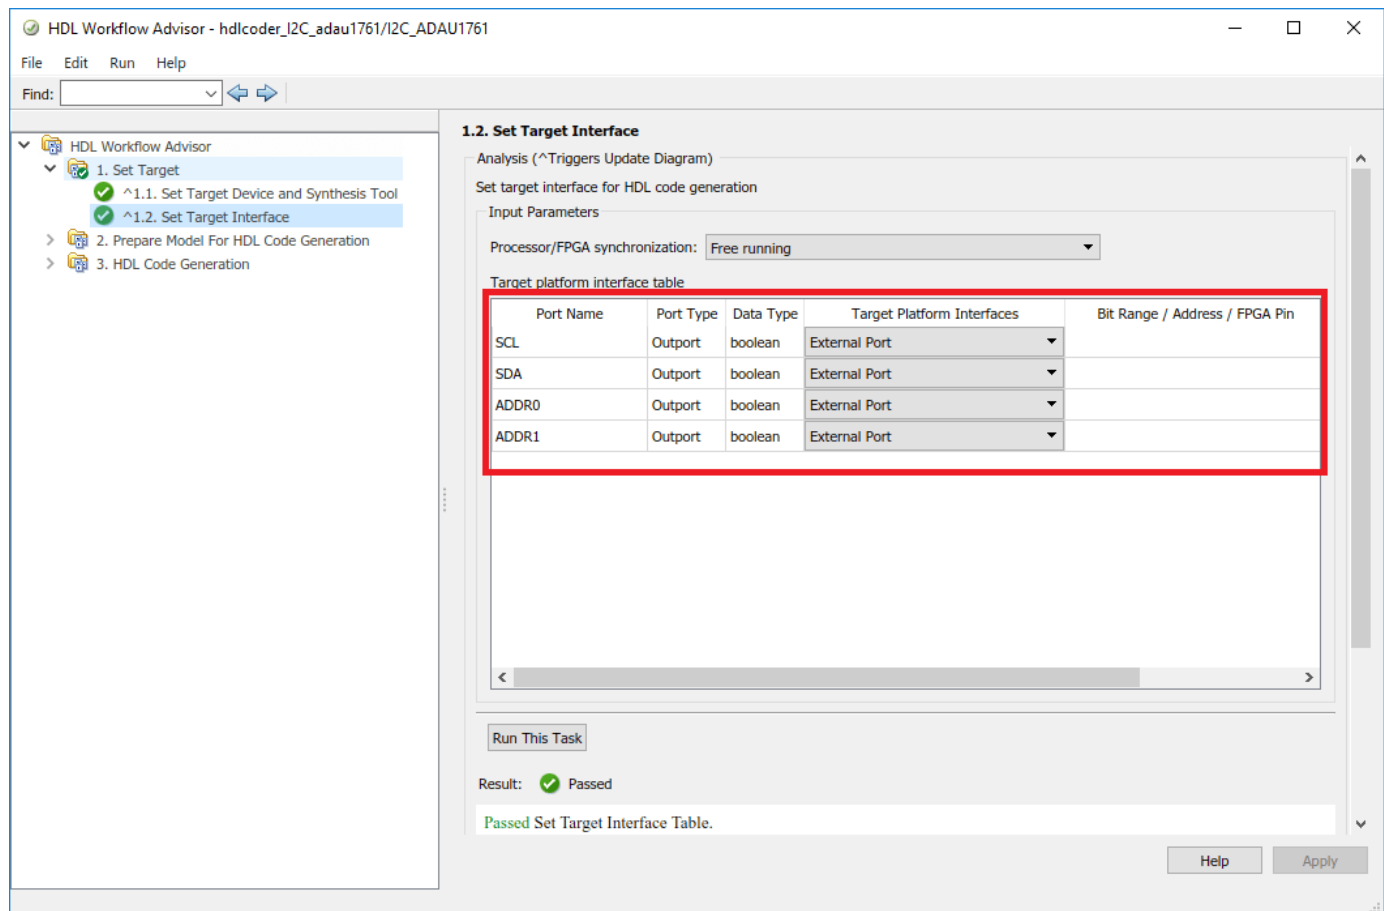 HDL Workflow Advisor - hdlcoder_I2C_adau1761/I2C_ADAU1761
File Edit Run Help
Find:
HDL Workflow Advisor
1. Set Target
^1.1. Set Target Device and Synthesis Tool
^1.2. Set Target Interface
2. Prepare Model For HDL Code Generation
3. HDL Code Generation
1.2. Set Target Interface
Analysis (^Triggers Update Diagram)
Set target interface for HDL code generation
Input Parameters
Processor/FPGA synchronization: Free running
Target platform interface table
Port Name Port Type Data Type Target Platform Interfaces Bit Range / Address / FPGA Pin
SCL Outport boolean External Port
SDA Outport boolean External Port
ADDR0 Outport boolean External Port
ADDR1 Outport boolean External Port
Run This Task
Result: Passed
Passed Set Target Interface Table.
Help Apply